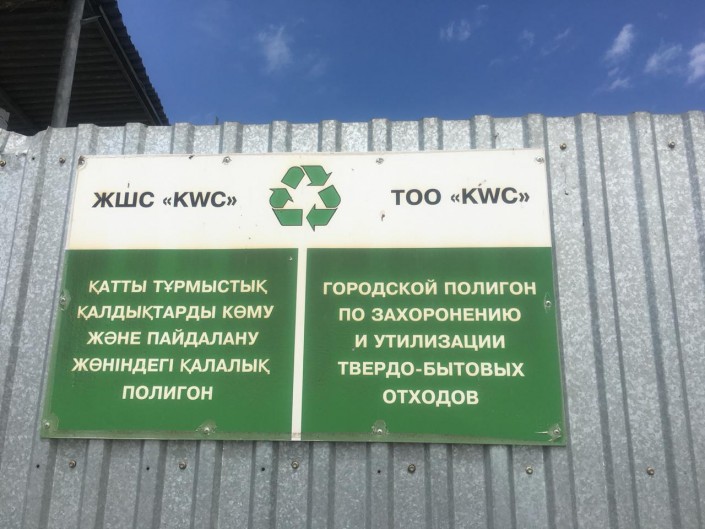 ЖШС «KWC»
ҚАТТЫ ТҰРМЫСТЫҚ
ҚАЛДЫҚТАРДЫ КӨМУ
ЖӘНЕ ПАЙДАЛАНУ
ЖӨНІНДЕГІ ҚАЛАЛЫҚ
ПОЛИГОН
ТОО «KWC»
ГОРОДСКОЙ ПОЛИГОН
ПО ЗАХОРОНЕНИЮ
И УТИЛИЗАЦИИ
ТВЕРДО-БЫТОВЫХ
ОТХОДОВ